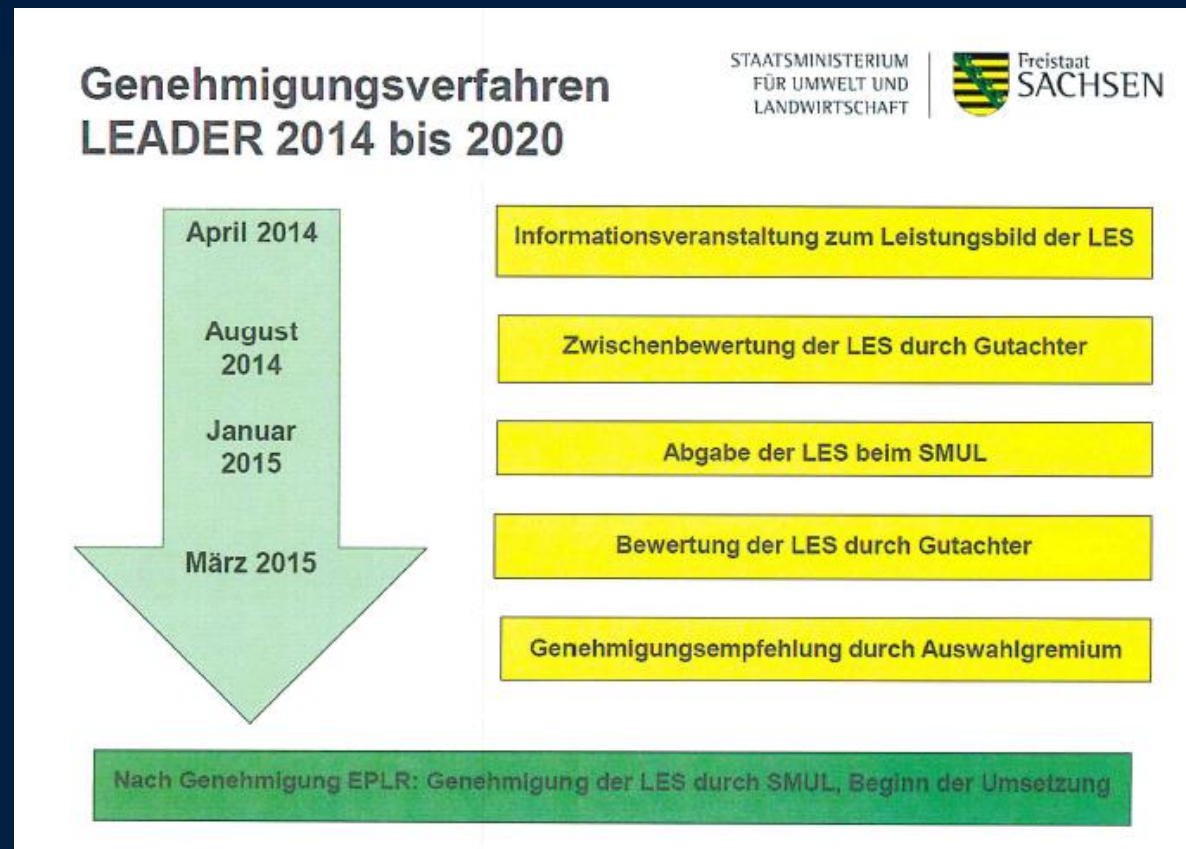 Genehmigungsverfahren
LEADER 2014 bis 2020
STAATSMINISTERIUM
FÜR UMWELT UND
LANDWIRTSCHAFT
Freistaat
SACHSEN
April 2014
Informationsveranstaltung zum Leistungsbild der LES
August
2014
Zwischenbewertung der LES durch Gutachter
Januar
2015
Abgabe der LES beim SMUL
März 2015
Bewertung der LES durch Gutachter
Genehmigungsempfehlung durch Auswahlgremium
Nach Genehmigung EPLR: Genehmigung der LES durch SMUL, Beginn der Umsetzung